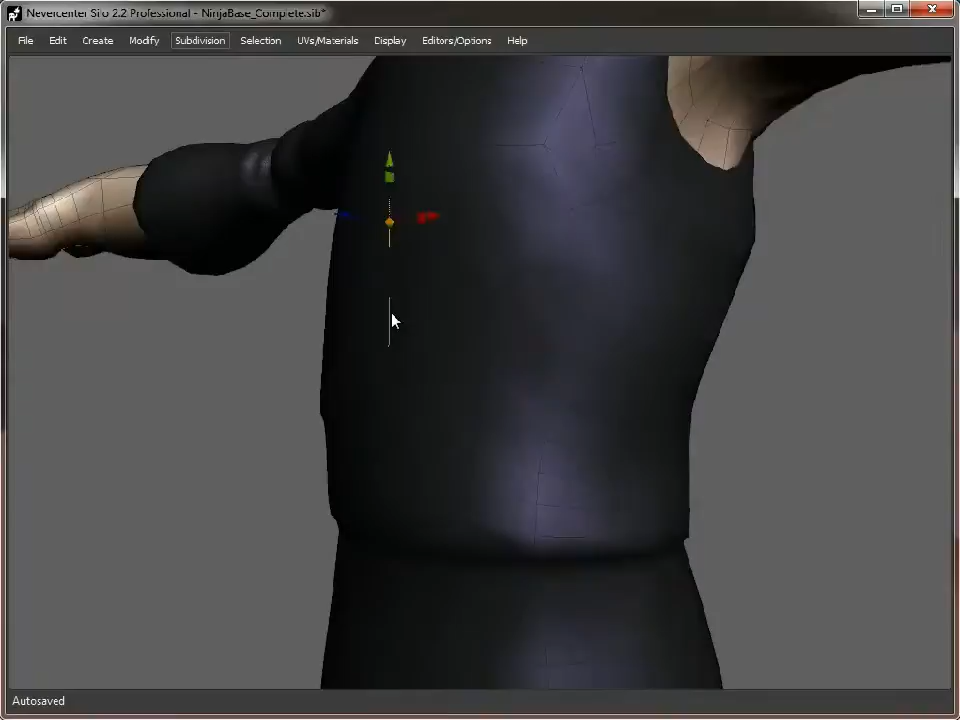 Nevercenter Silo 2.2 Professional - NinjaBase_Complete.sib*
File Edit Create Modify Subdivision Selection UVs/Materials Display Editors/Options Help
Autosaved